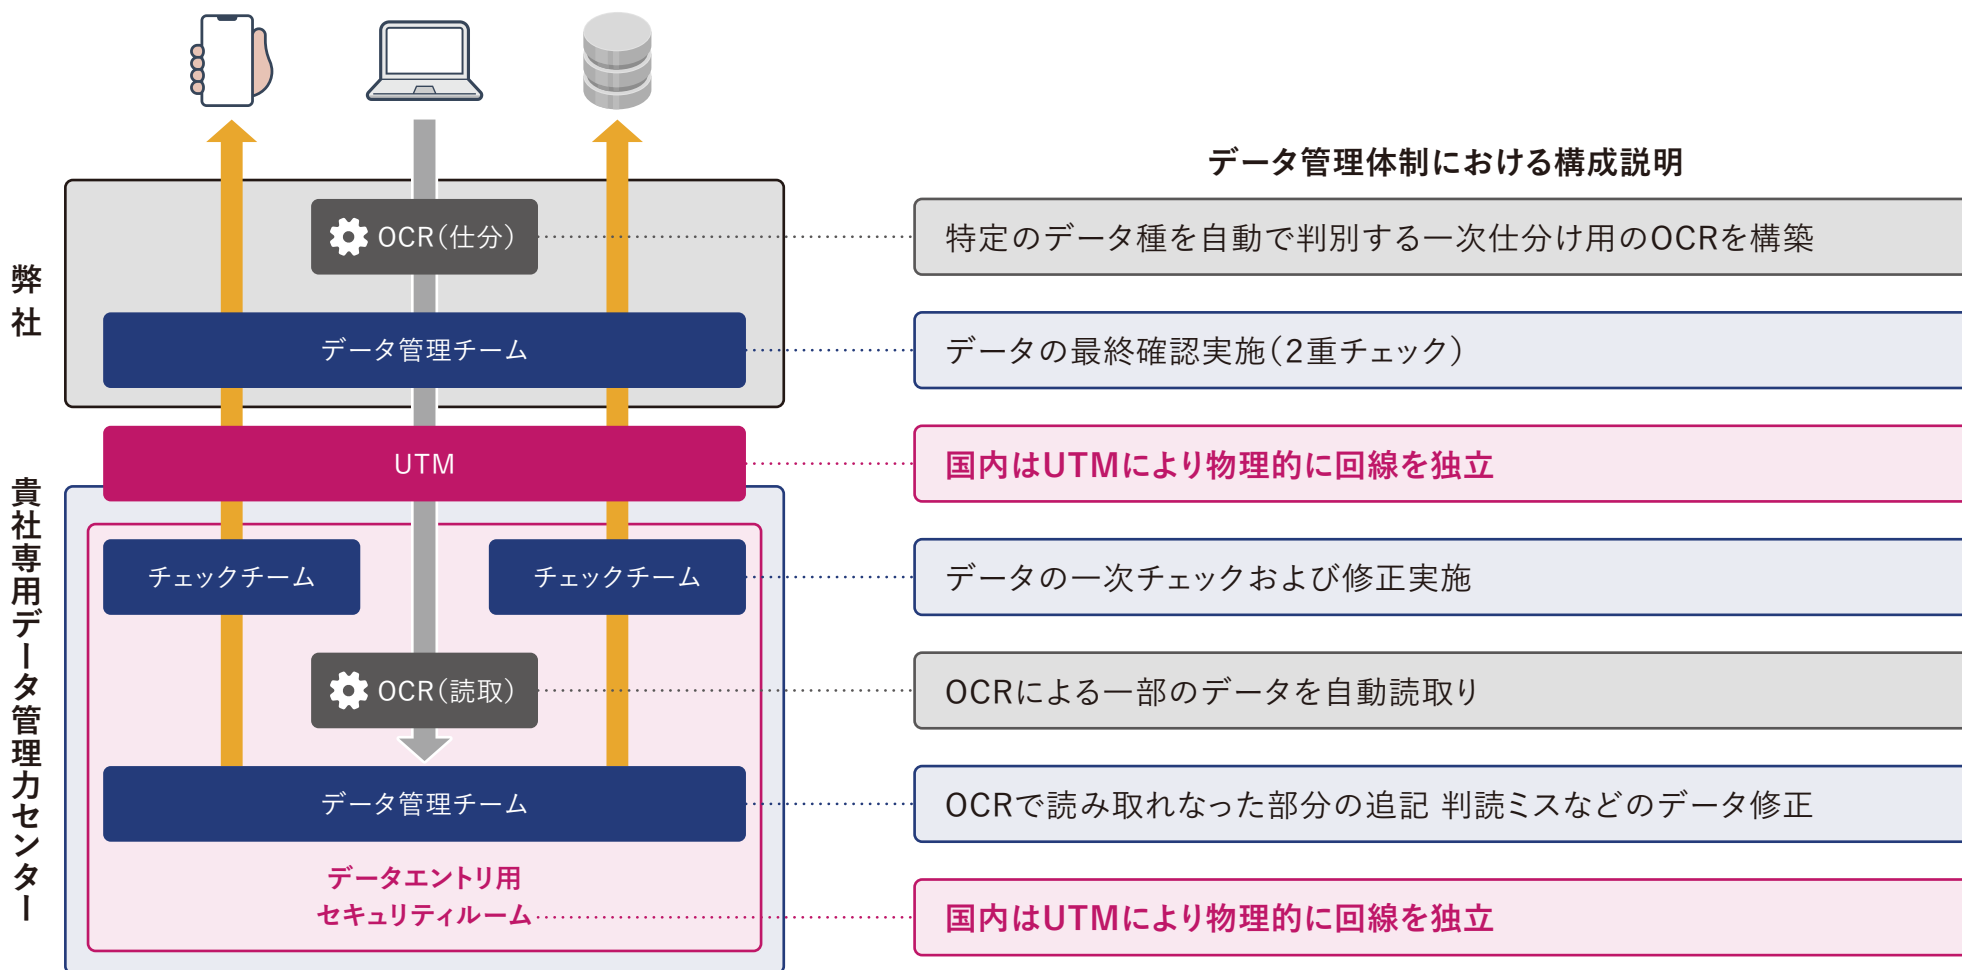 データ管理体制における構成説明
弊社
OCR(仕分)
特定のデータ種を自動で判別する一次仕分け用のOCRを構築
データ管理チーム
データの最終確認実施(2重チェック)
UTM
国内はUTMにより物理的に回線を独立
貴社専用データ管理力センター
チェックチーム
チェックチーム
データの一次チェックおよび修正実施
OCR(読取)
OCRによる一部のデータを自動読取り
データ管理チーム
OCRで読み取れなった部分の追記 判読ミスなどのデータ修正
データエントリ用
セキュリティルーム
国内はUTMにより物理的に回線を独立